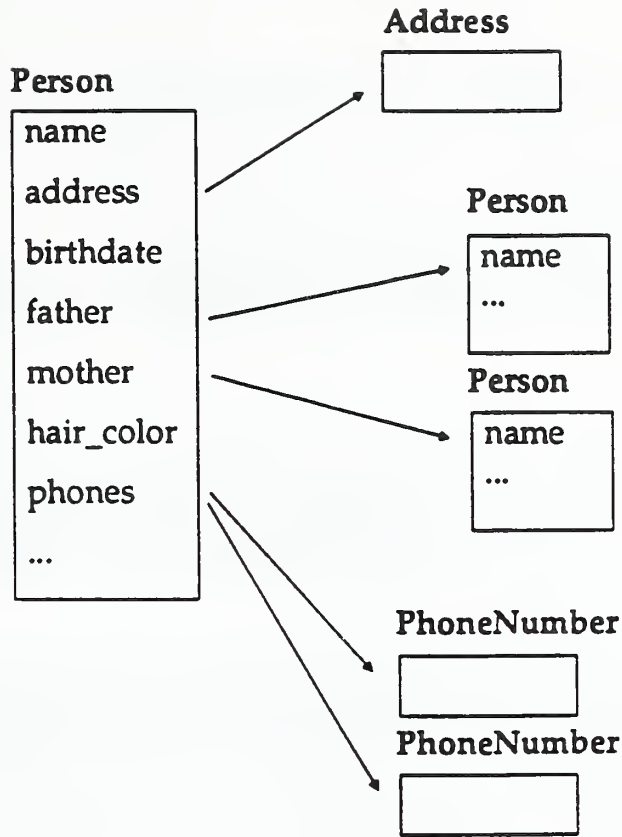 Person
name
address
birthdate
father
mother
hair_color
phones
...
Address
Person
name
...
Person
name
...
PhoneNumber
PhoneNumber